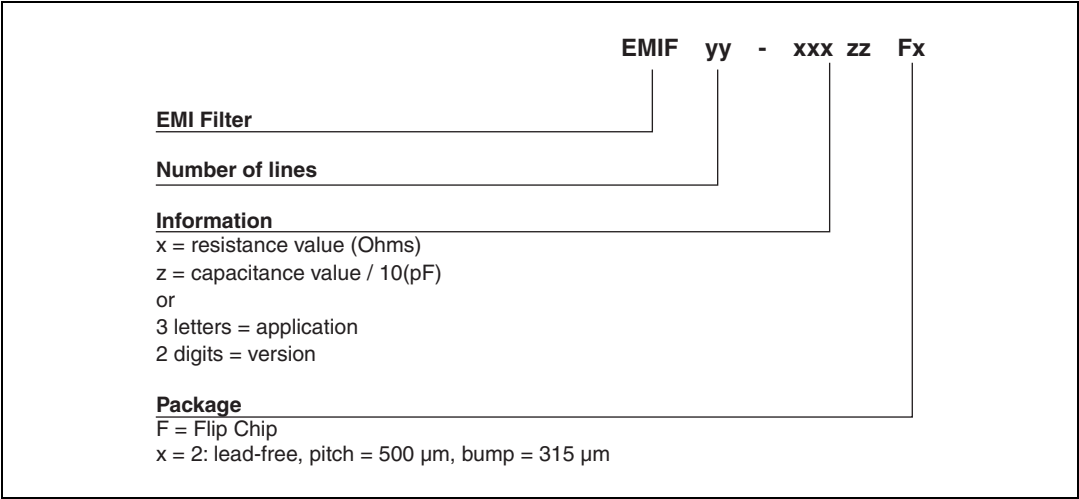 EMIF yy - xxx zz Fx
EMI Filter
Number of lines
Information
x = resistance value (Ohms)
z = capacitance value / 10(pF)
or
3 letters = application
2 digits = version
Package
F = Flip Chip
x = 2: lead-free, pitch = 500 µm, bump = 315 µm